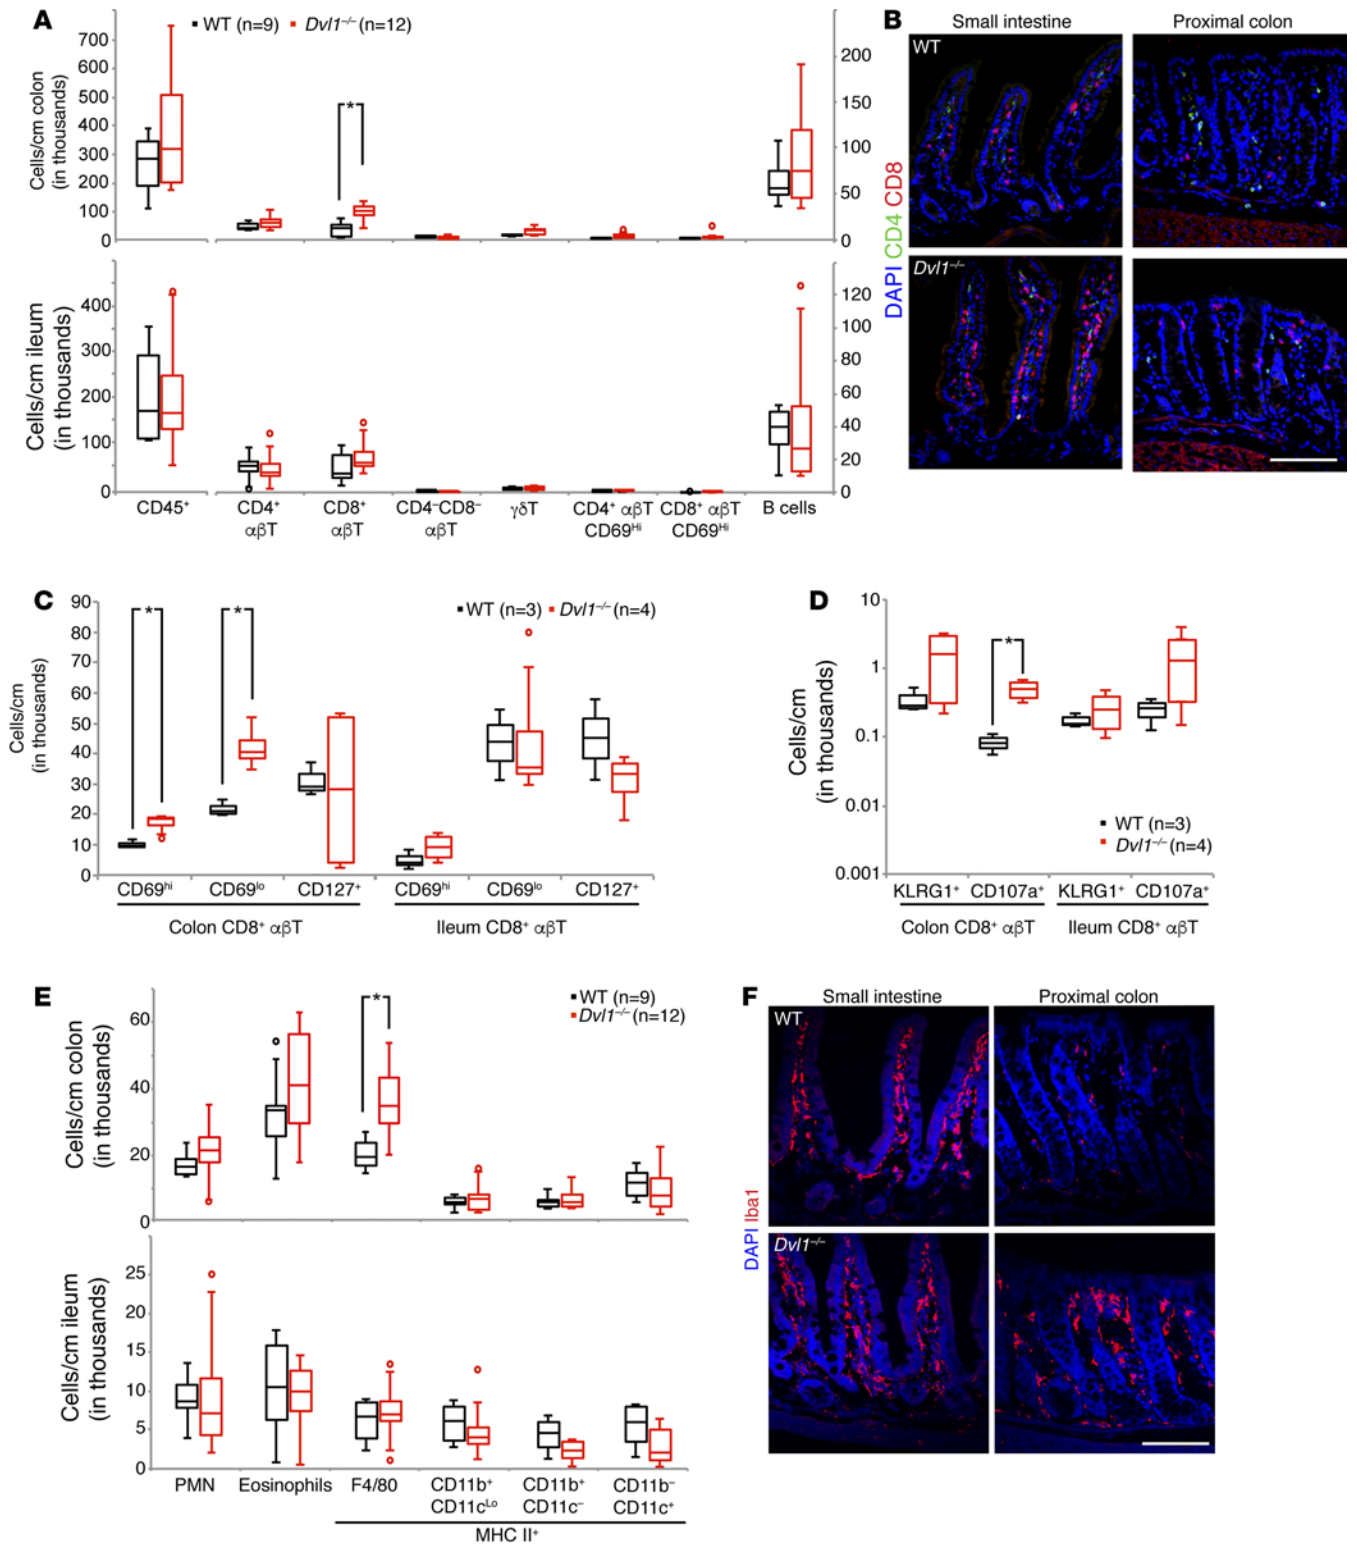 A
WT (n=9) Dvl1–/– (n=12)
Cells/cm colon
(in thousands)
700
600
500
400
300
200
100
0
200
150
100
50
0
*
Cells/cm ileum
(in thousands)
400
300
200
100
0
120
100
80
60
40
20
0
CD45+
CD4+
αβT
CD8+
αβT
CD4–CD8–
αβT
γδT
CD4+ αβT
CD69Hi
CD8+ αβT
CD69Hi
B cells
B
Small intestine Proximal colon
WT
Dvl1–/–
DAPI CD4 CD8
C
WT (n=3) Dvl1–/– (n=4)
Cells/cm
(in thousands)
90
80
70
60
50
40
30
20
10
0
* *
CD69hi CD69lo CD127+ CD69hi CD69lo CD127+
Colon CD8+ αβT Ileum CD8+ αβT
D
Cells/cm
(in thousands)
10
1
0.1
0.01
0.001
*
WT (n=3)
Dvl1–/– (n=4)
KLRG1+ CD107a+ KLRG1+ CD107a+
Colon CD8+ αβT Ileum CD8+ αβT
E
WT (n=9)
Dvl1–/– (n=12)
Cells/cm colon
(in thousands)
60
40
20
0
*
Cells/cm ileum
(in thousands)
25
20
15
10
5
0
PMN
Eosinophils
F4/80
CD11b+
CD11cLo
CD11b+
CD11c–
CD11b–
CD11c+
MHC II+
F
Small intestine Proximal colon
WT
Dvl1–/–
DAPI Iba1